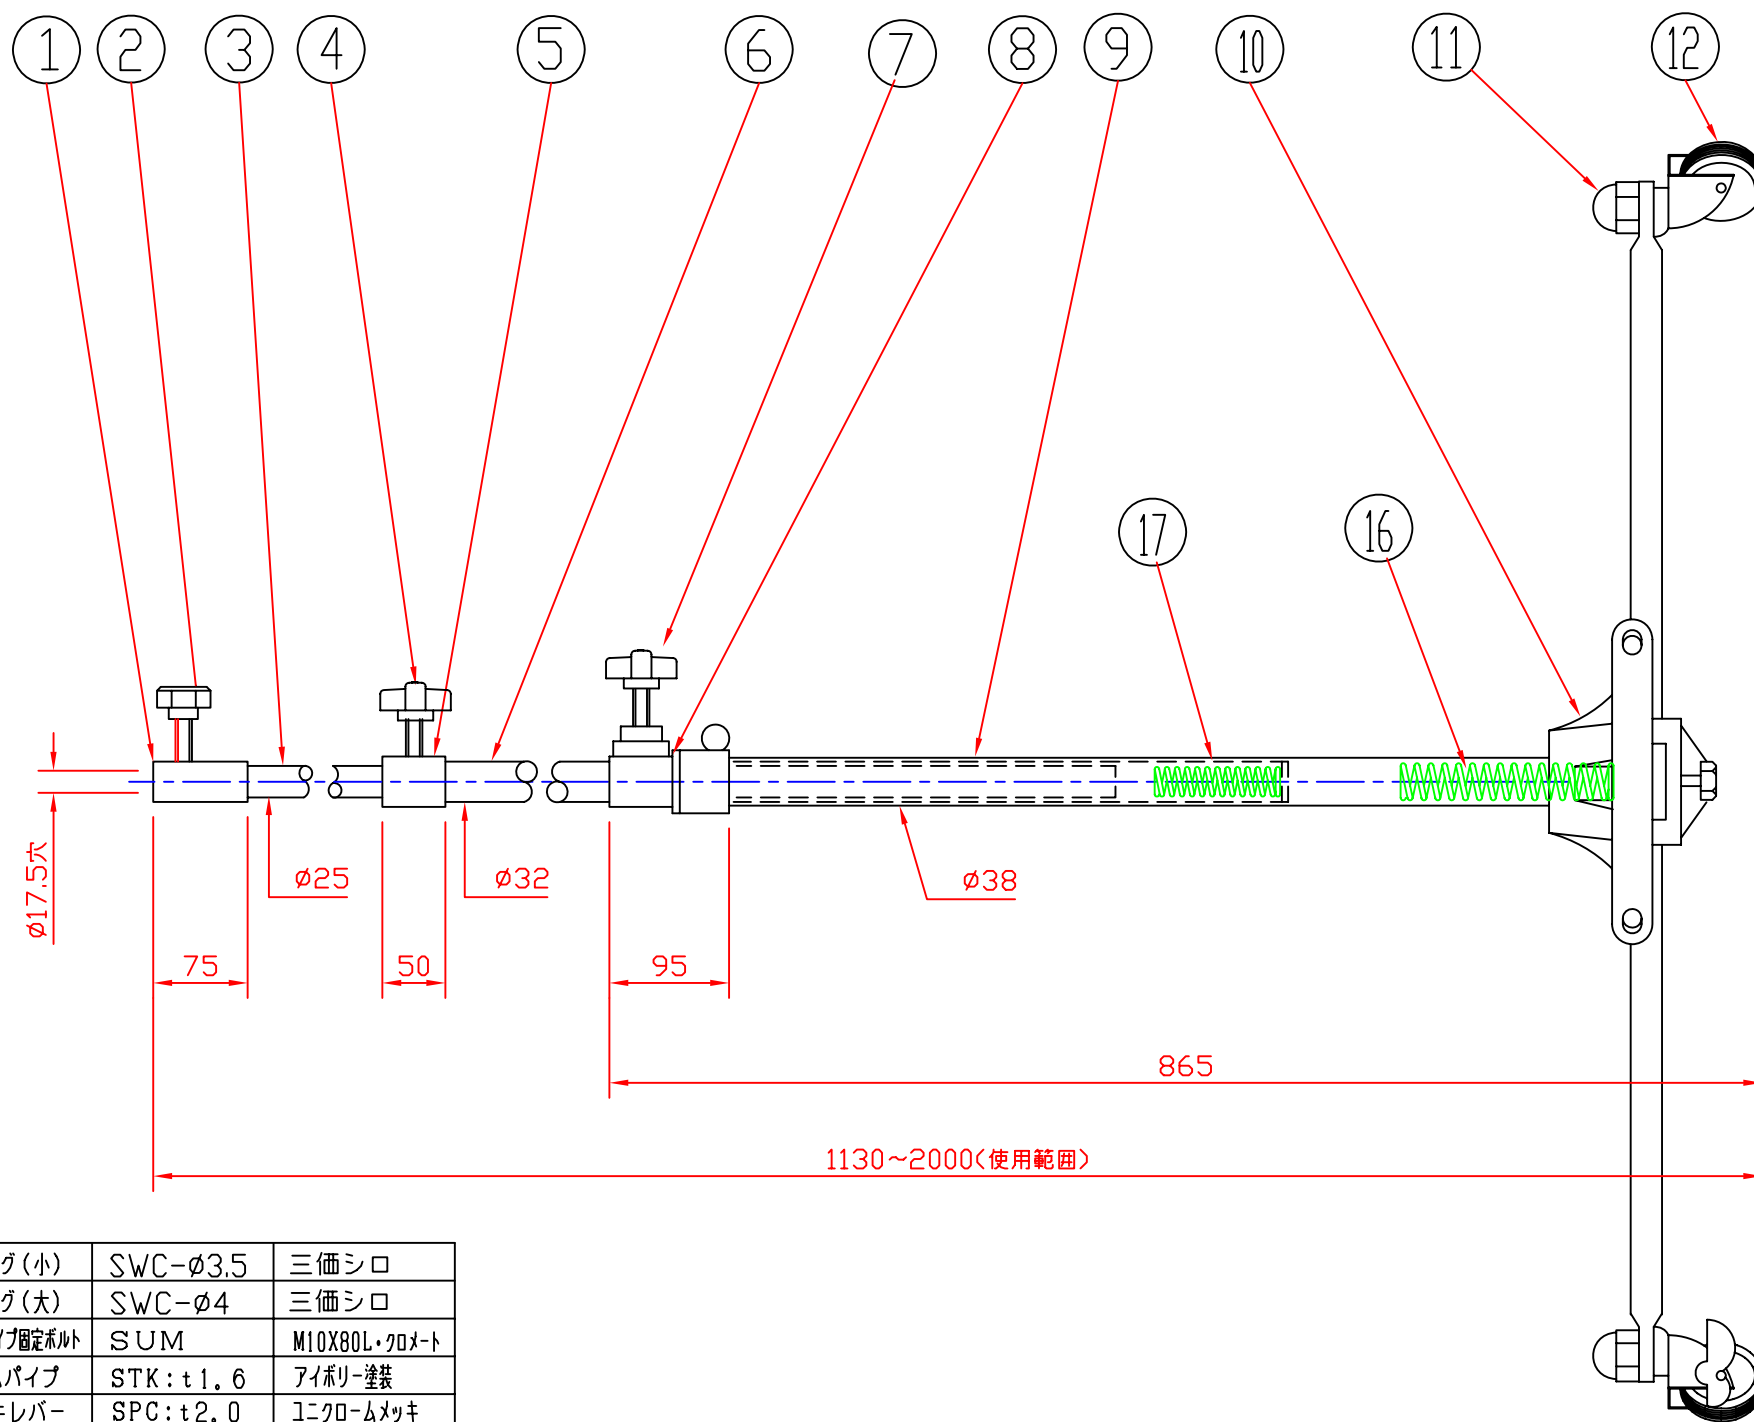 1 2 3 4 5 6 7 8 9 10 11 12
17 16
ø17.5穴
ø25 ø32 ø38
75 50 95
865
1130~2000(使用範囲)
グ(小) SWC-ø3.5 三価シロ
グ(大) SWC-ø4 三価シロ
イプ固定ボルト SUM M10X80L・クロメート
パイプ STK:t1.6 アイボリー塗装
レバー SPC:t2.0 ユニクロームメッキ